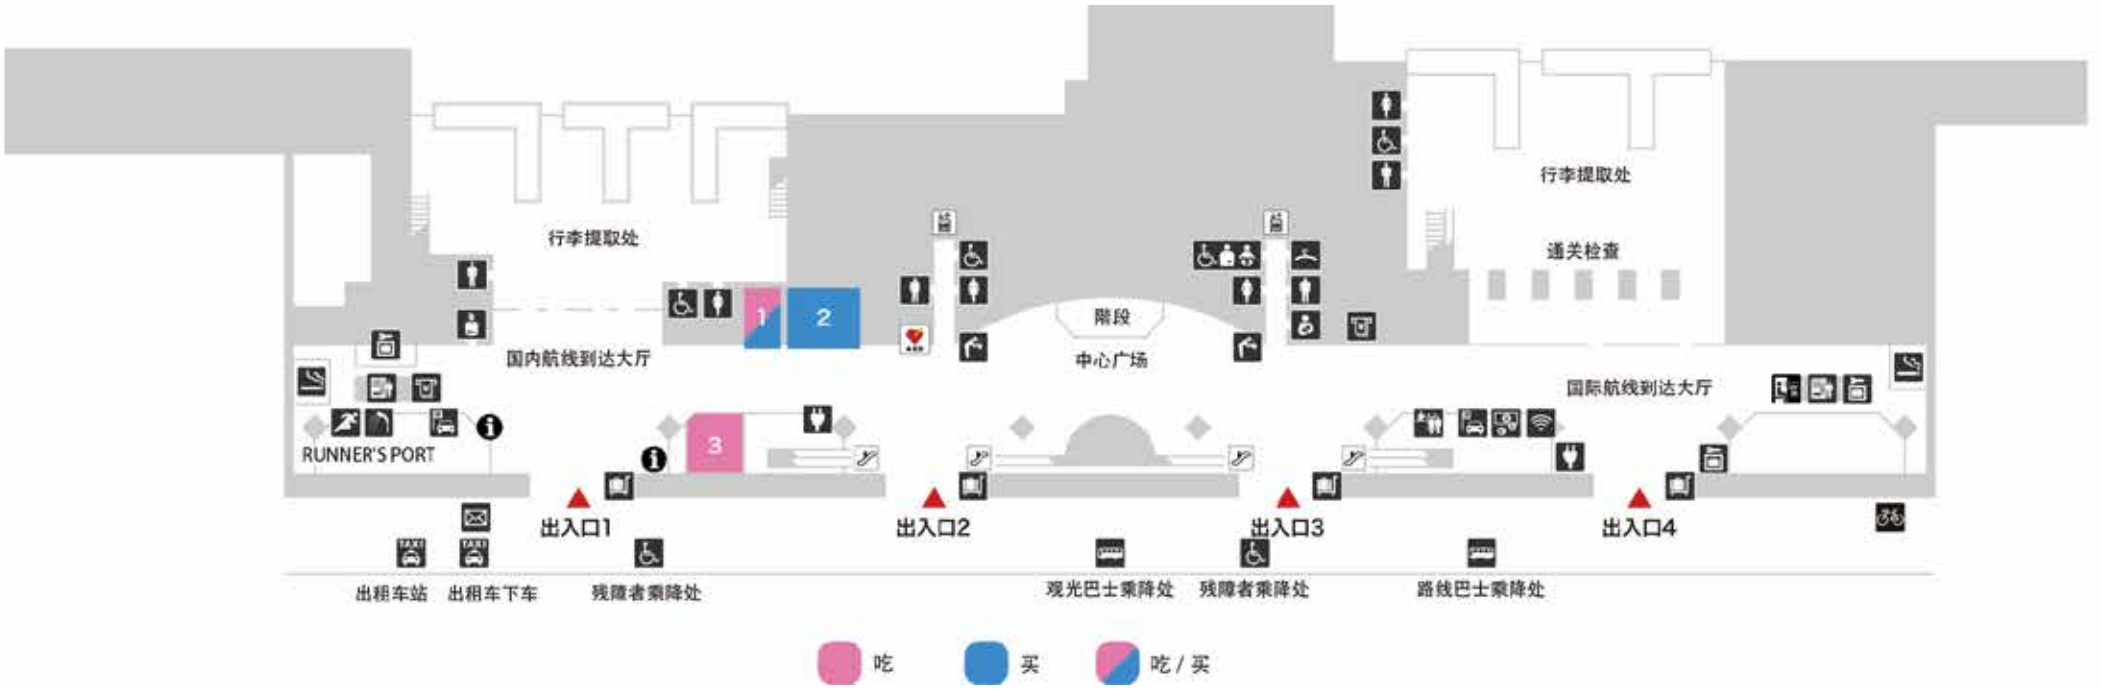 行李提取处
行李提取处
通关检查
1
2
階段
国内航线到达大厅
中心广场
AED
国际航线到达大厅
RUNNER'S PORT
3
出入口1
出入口2
出入口3
出入口4
TAXI
TAXI
出租车站
出租车下车
残障者乘降处
观光巴士乘降处
残障者乘降处
路线巴士乘降处
吃
买
吃 / 买